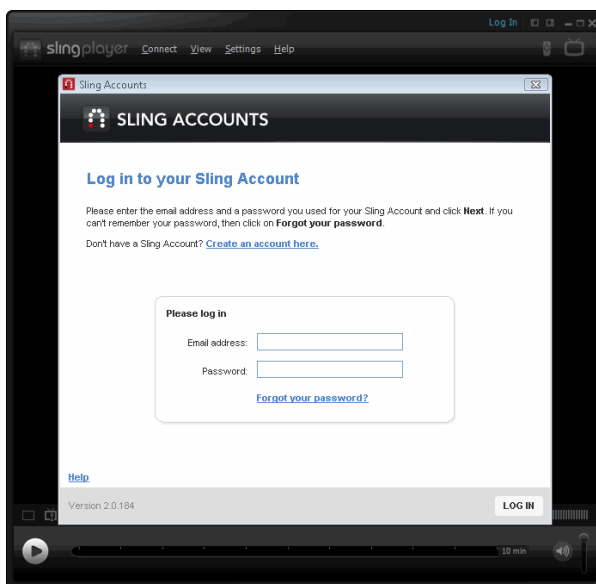 Log In
slingplayer Connect View Settings Help
Sling Accounts
SLING ACCOUNTS
Log in to your Sling Account
Please enter the email address and a password you used for your Sling Account and click Next. If you
can't remember your password, then click on Forgot your password.
Don't have a Sling Account? Create an account here.
Please log in
Email address:
Password:
Forgot your password?
Help
Version 2.0.184
LOG IN
10 min